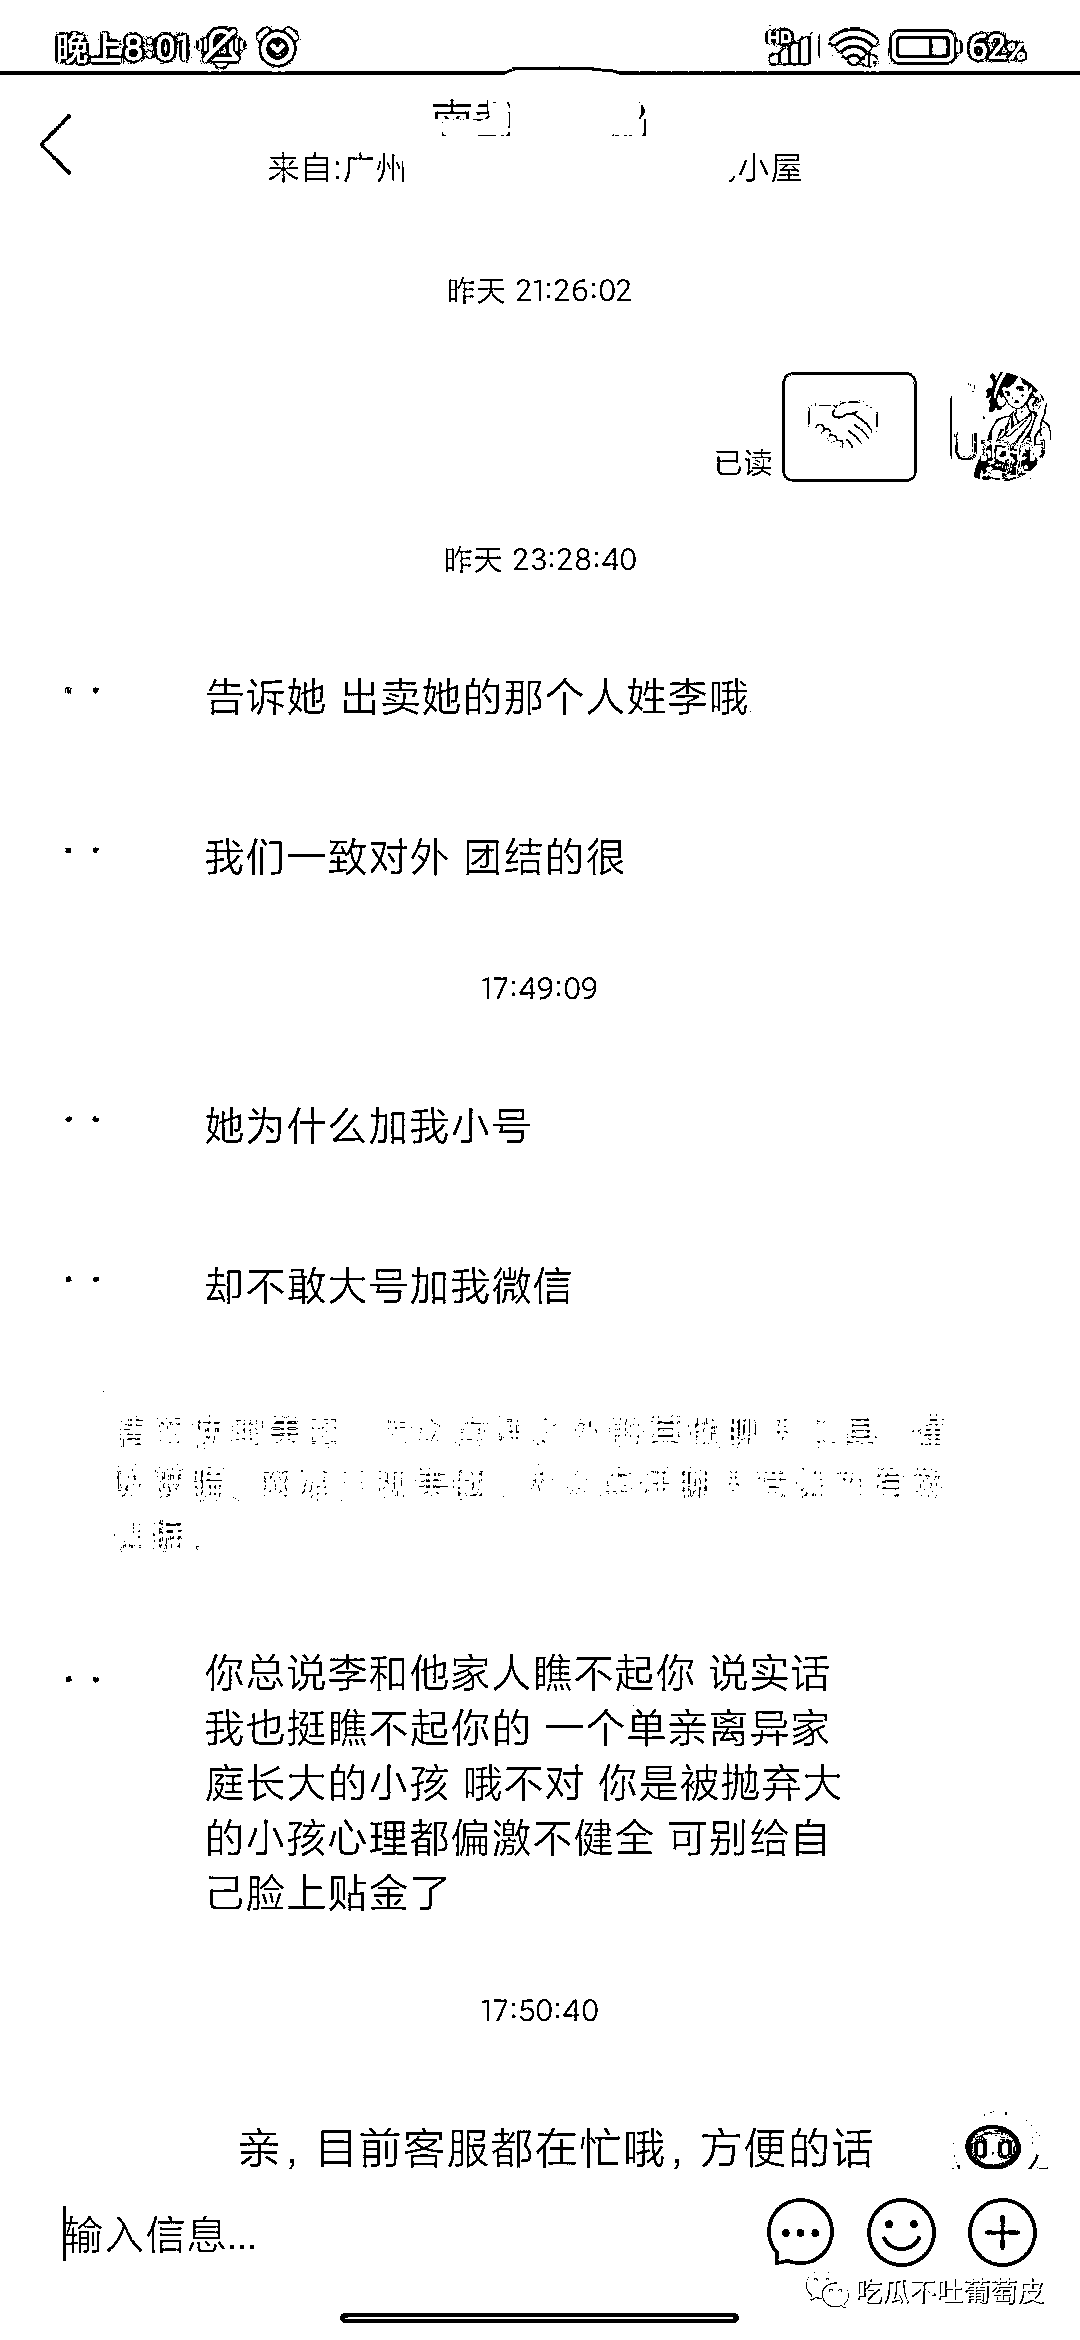 晚上8:01
HD
62%
来自:广州
小屋
昨天 21:26:02
已读
昨天 23:28:40
告诉她 出卖她的那个人姓李哦
我们一致对外 团结的很
17:49:09
她为什么加我小号
却不敢大号加我微信
你总说李和他家人瞧不起你 说实话
我也挺瞧不起你的 一个单亲离异家
庭长大的小孩 哦不对 你是被抛弃大
的小孩心理都偏激不健全 可别给自
己脸上贴金了
17:50:40
亲，目前客服都在忙哦，方便的话
输入信息...
吃瓜不吐葡萄皮